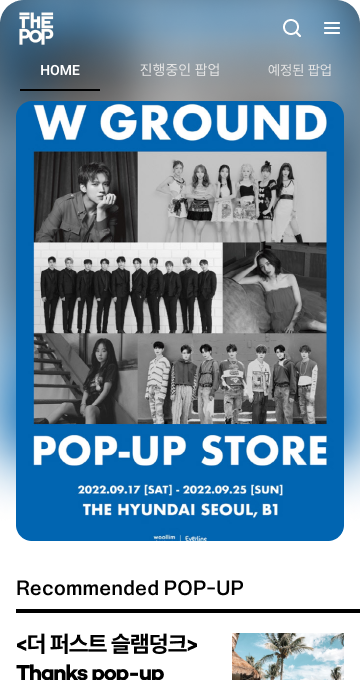 THE
POP
HOME 진행중인 팝업 예정된 팝업
W GROUND
POP-UP STORE
2022.09.17 [SAT] - 2022.09.25 [SUN]
THE HYUNDAI SEOUL, B1
woollim | Everline
Recommended POP-UP
<더 퍼스트 슬램덩크>
Thanks pop-up